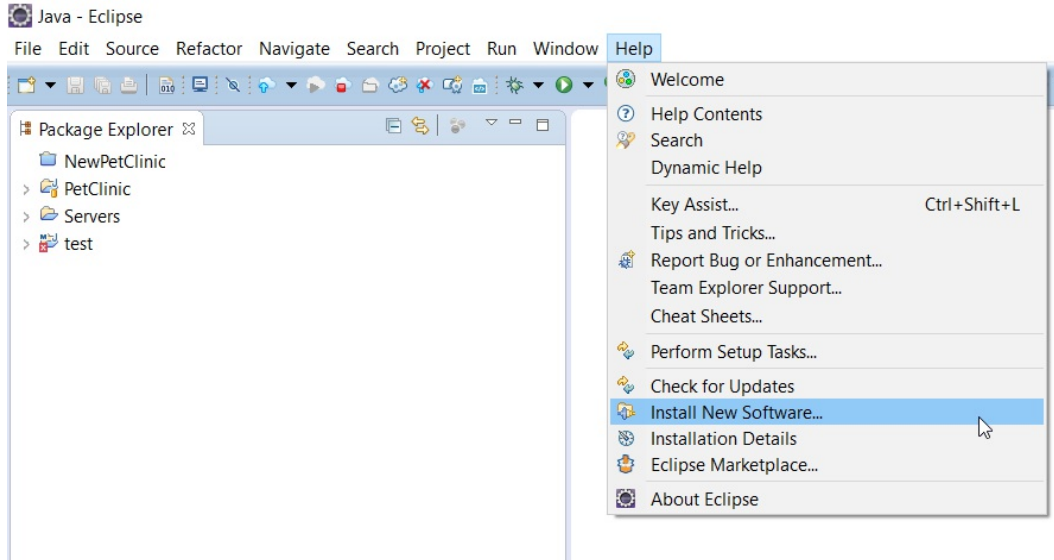 Java - Eclipse
File Edit Source Refactor Navigate Search Project Run Window Help
Package Explorer
NewPetClinic
PetClinic
Servers
test
Welcome
Help Contents
Search
Dynamic Help
Key Assist... Ctrl+Shift+L
Tips and Tricks...
Report Bug or Enhancement...
Team Explorer Support...
Cheat Sheets...
Perform Setup Tasks...
Check for Updates
Install New Software...
Installation Details
Eclipse Marketplace...
About Eclipse